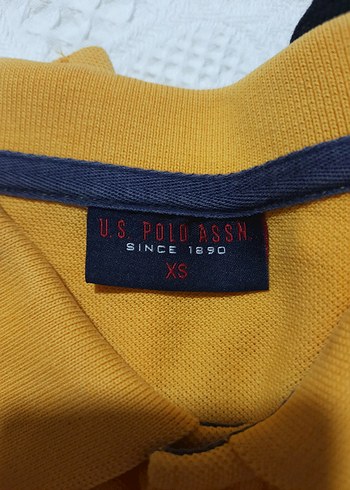 U.S. POLO ASSN.
SINCE 1890
XS